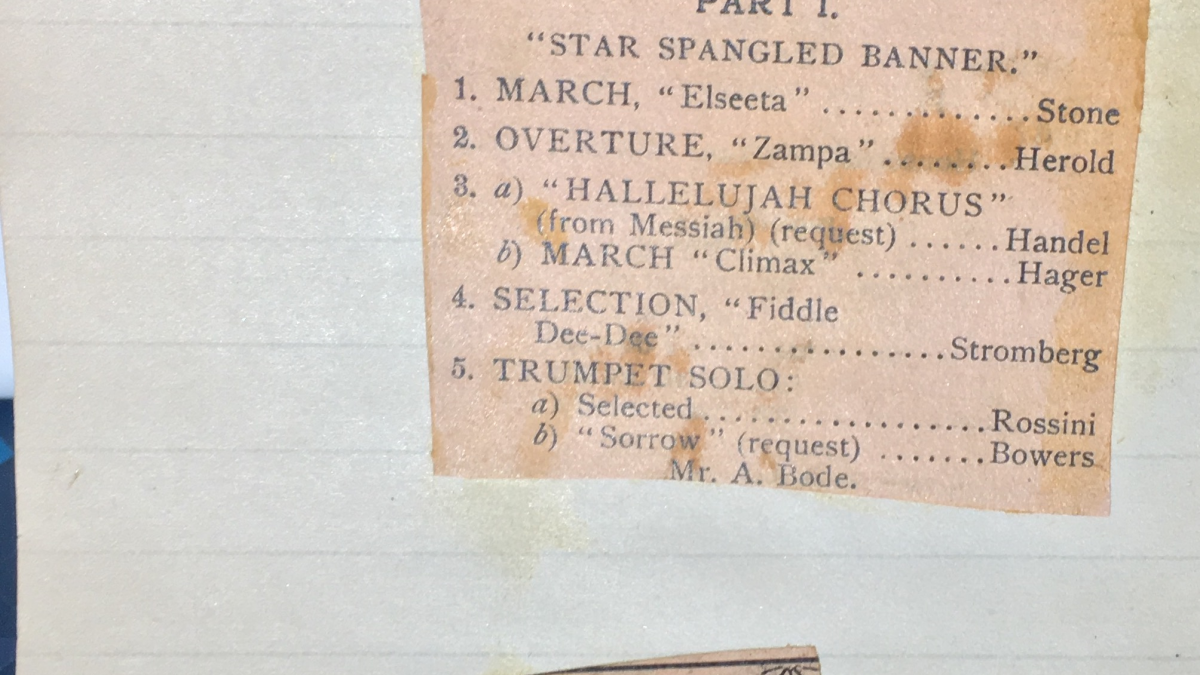 PART I.
"STAR SPANGLED BANNER."
1. MARCH, "Elseeta" .............Stone
2. OVERTURE, "Zampa"........Herold
3. a) "HALLELUJAH CHORUS"
(from Messiah) (request) ......Handel
b) MARCH "Climax" ..........Hager
4. SELECTION, "Fiddle
Dee-Dee" ................Stromberg
5. TRUMPET SOLO:
a) Selected ..................Rossini
b) "Sorrow" (request) .......Bowers
Mr. A. Bode.